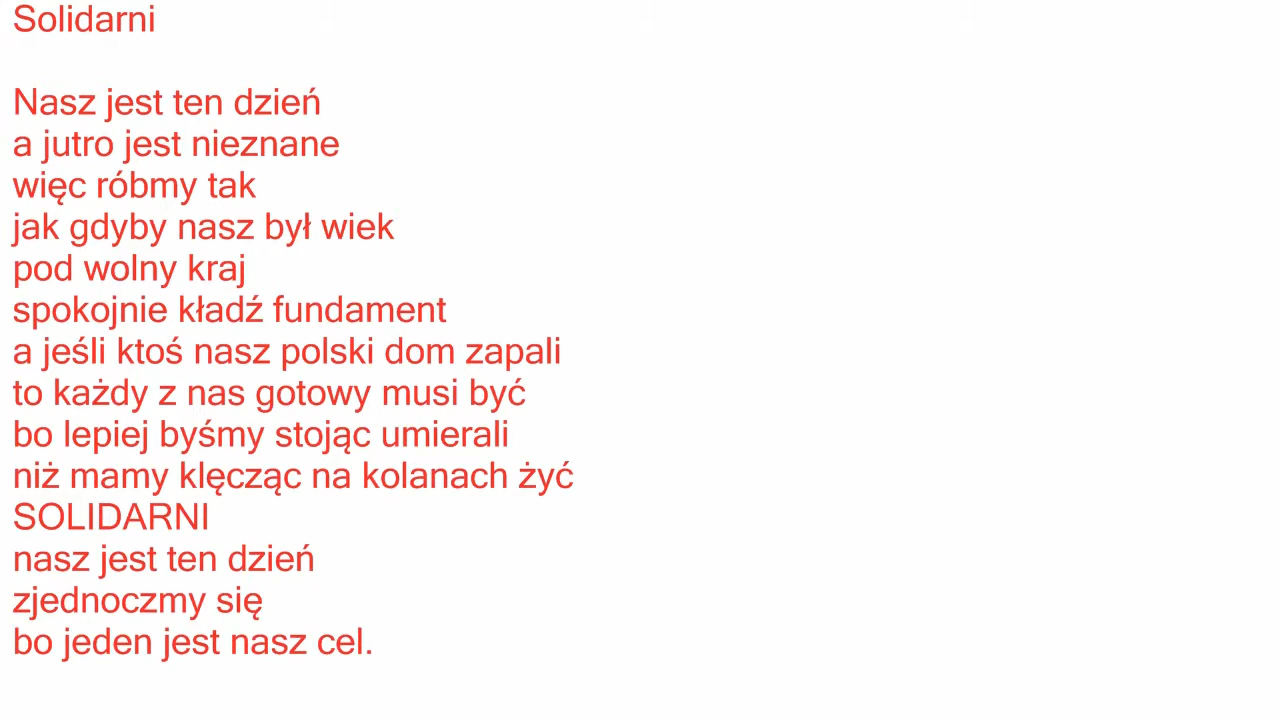 Solidarni
Nasz jest ten dzień
a jutro jest nieznane
więc róbmy tak
jak gdyby nasz był wiek
pod wolny kraj
spokojnie kładź fundament
a jeśli ktoś nasz polski dom zapali
to każdy z nas gotowy musi być
bo lepiej byśmy stojąc umierali
niż mamy klęcząc na kolanach żyć
SOLIDARNI
nasz jest ten dzień
zjednoczmy się
bo jeden jest nasz cel.